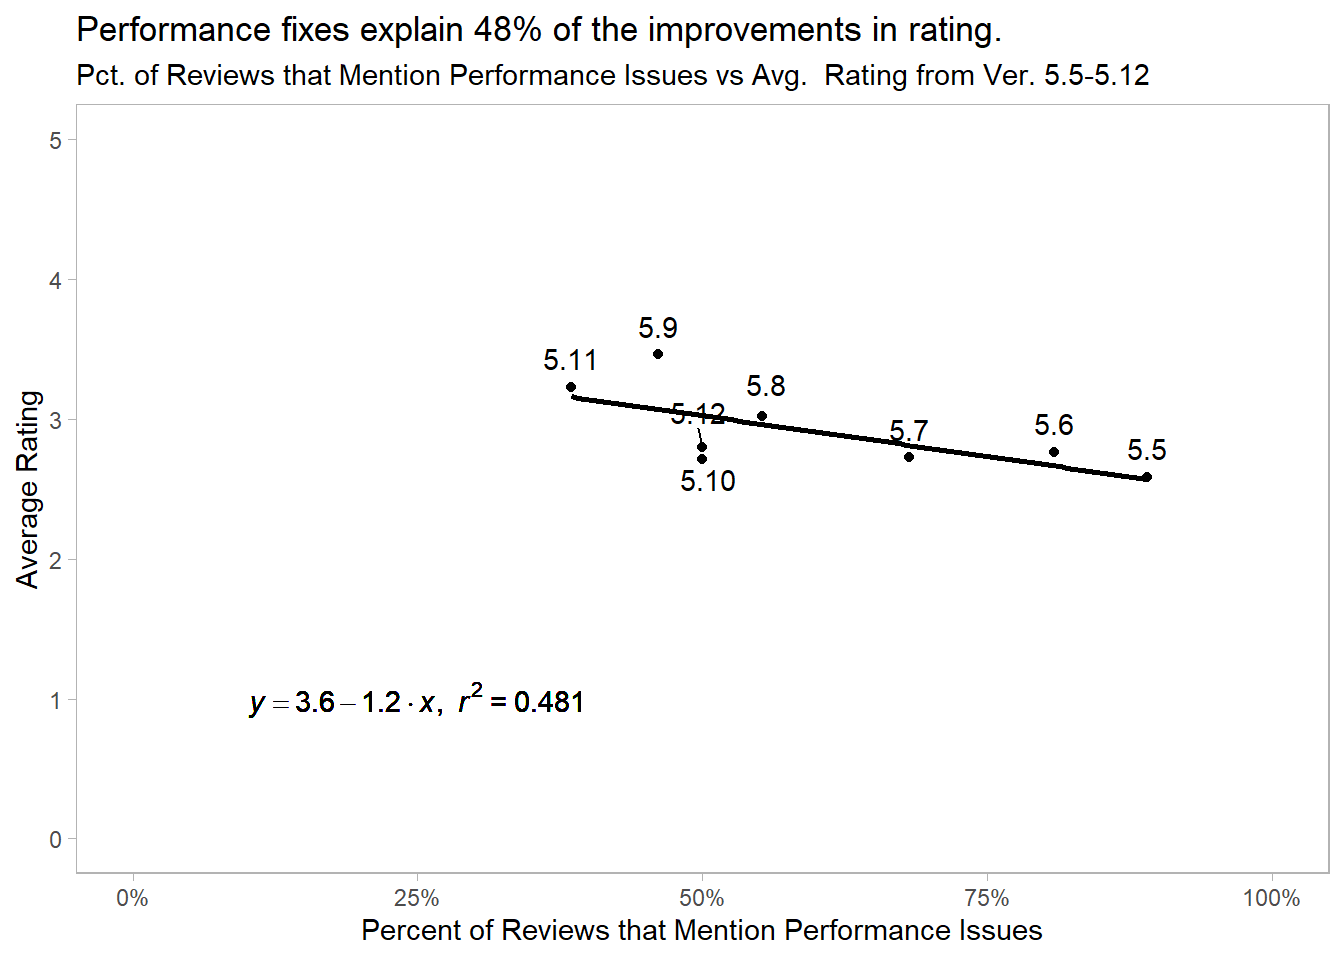 Performance fixes explain 48% of the improvements in rating.
Pct. of Reviews that Mention Performance Issues vs Avg.  Rating from Ver. 5.5-5.12
5
4
3
2
1
0
Average Rating
5.9
5.11
5.8
5.12
5.7
5.6
5.5
5.10
y = 3.6 − 1.2 · x, r² = 0.481
0% 25% 50% 75% 100%
Percent of Reviews that Mention Performance Issues